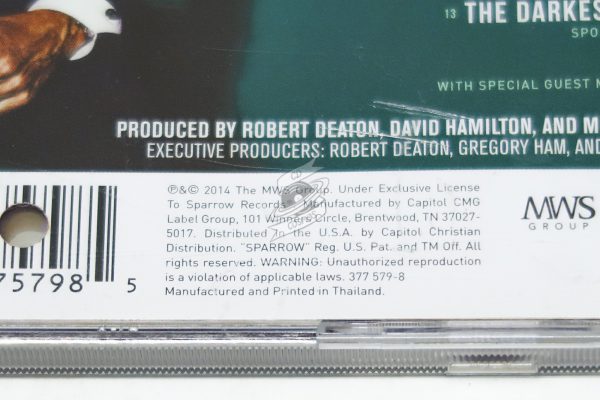 13 THE DARKES
SPO
WITH SPECIAL GUEST
PRODUCED BY ROBERT DEATON, DAVID HAMILTON, AND M
EXECUTIVE PRODUCERS: ROBERT DEATON, GREGORY HAM, AND
℗&© 2014 The MWS Group. Under Exclusive License
To Sparrow Records. Manufactured by Capitol CMG
Label Group, 101 Winners Circle, Brentwood, TN 37027-
5017. Distributed in the U.S.A. by Capitol Christian
Distribution. "SPARROW" Reg. U.S. Pat. and TM Off. All
rights reserved. WARNING: Unauthorized reproduction
is a violation of applicable laws. 377 579-8
Manufactured and Printed in Thailand.
MWS
GROUP
75798 5
CD